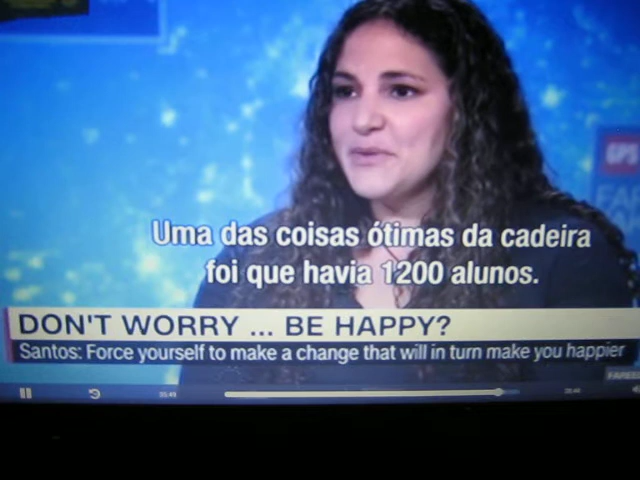 GPS
Uma das coisas ótimas da cadeira
foi que havia 1200 alunos.
DON'T WORRY ... BE HAPPY?
Santos: Force yourself to make a change that will in turn make you happier